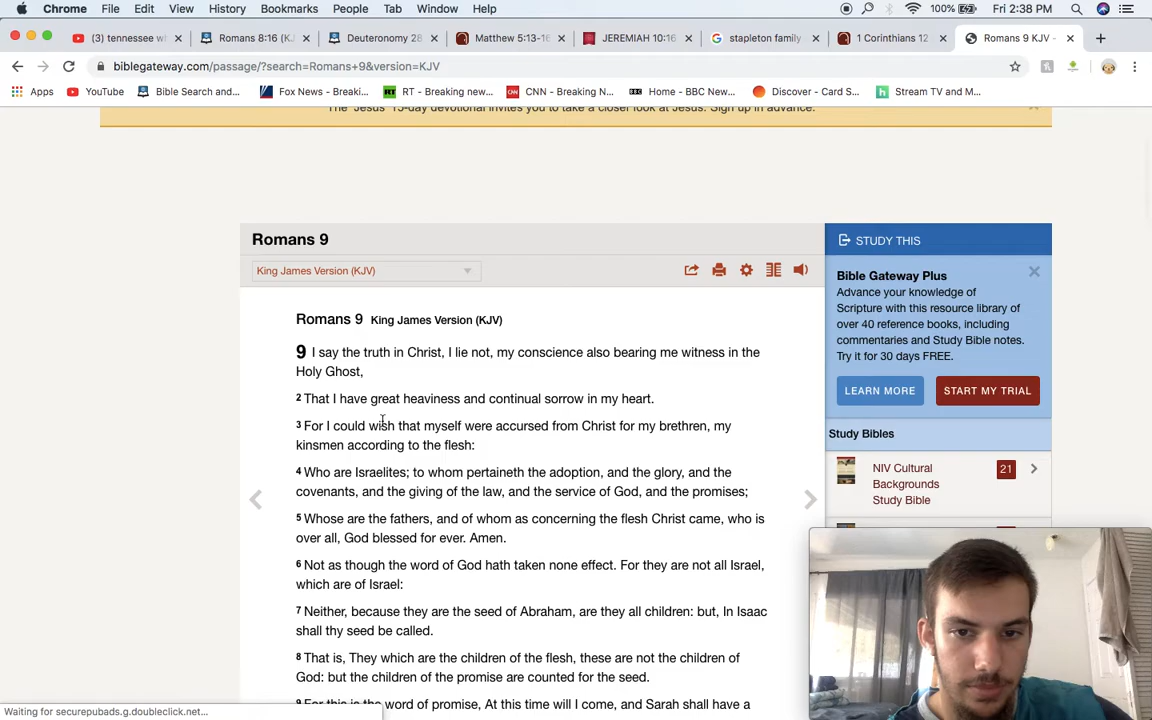 Chrome File Edit View History Bookmarks People Tab Window Help 100% Fri 2:38 PM
(3) tennessee w Romans 8:16 (KJ Deuteronomy 28 Matthew 5:13-16 JEREMIAH 10:16 stapleton family 1 Corinthians 12 Romans 9 KJV -
biblegateway.com/passage/?search=Romans+9&version=KJV
Apps YouTube Bible Search and... Fox News - Breaki... RT - Breaking new... CNN - Breaking N... Home - BBC New... Discover - Card S... Stream TV and M...
The 'Jesus' 15-day devotional invites you to take a closer look at Jesus. Sign up in advance.
Romans 9
King James Version (KJV)
Romans 9 King James Version (KJV)
9 I say the truth in Christ, I lie not, my conscience also bearing me witness in the
Holy Ghost,
2 That I have great heaviness and continual sorrow in my heart.
3 For I could wish that myself were accursed from Christ for my brethren, my
kinsmen according to the flesh:
4 Who are Israelites; to whom pertaineth the adoption, and the glory, and the
covenants, and the giving of the law, and the service of God, and the promises;
5 Whose are the fathers, and of whom as concerning the flesh Christ came, who is
over all, God blessed for ever. Amen.
6 Not as though the word of God hath taken none effect. For they are not all Israel,
which are of Israel:
7 Neither, because they are the seed of Abraham, are they all children: but, In Isaac
shall thy seed be called.
8 That is, They which are the children of the flesh, these are not the children of
God: but the children of the promise are counted for the seed.
9 For this is the word of promise, At this time will I come, and Sarah shall have a
STUDY THIS
Bible Gateway Plus
Advance your knowledge of
Scripture with this resource library of
over 40 reference books, including
commentaries and Study Bible notes.
Try it for 30 days FREE.
LEARN MORE START MY TRIAL
Study Bibles
NIV Cultural
Backgrounds
Study Bible
21
Waiting for securepubads.g.doubleclick.net...